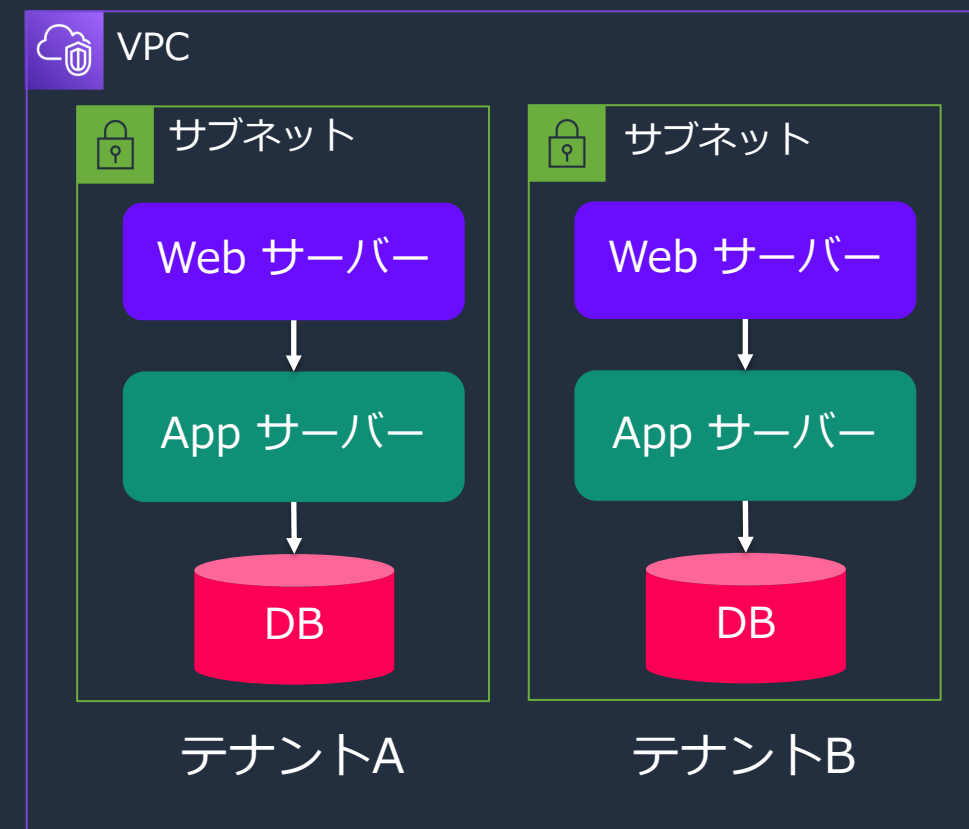 VPC
サブネット
Web サーバー
App サーバー
DB
テナントA
サブネット
Web サーバー
App サーバー
DB
テナントB